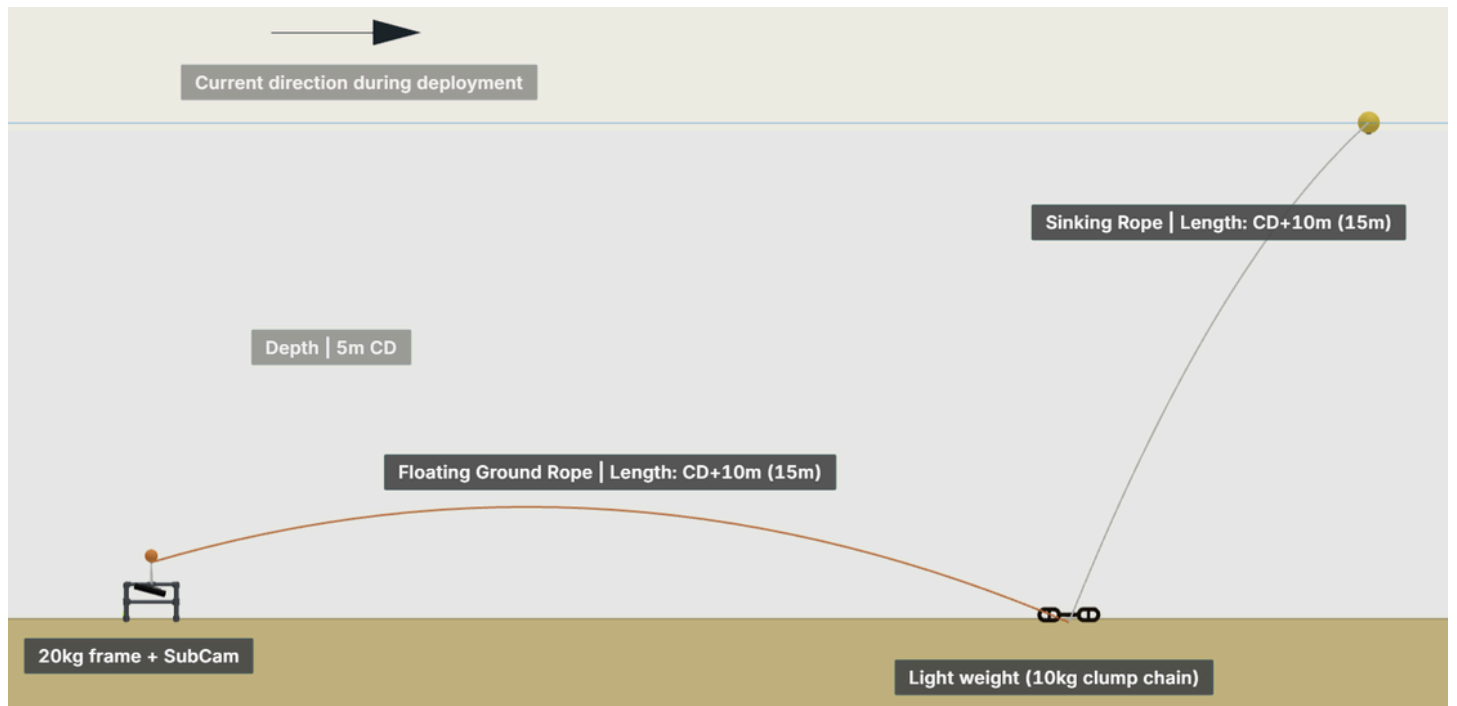 Current direction during deployment
Sinking Rope | Length: CD+10m (15m)
Depth | 5m CD
Floating Ground Rope | Length: CD+10m (15m)
20kg frame + SubCam
Light weight (10kg clump chain)